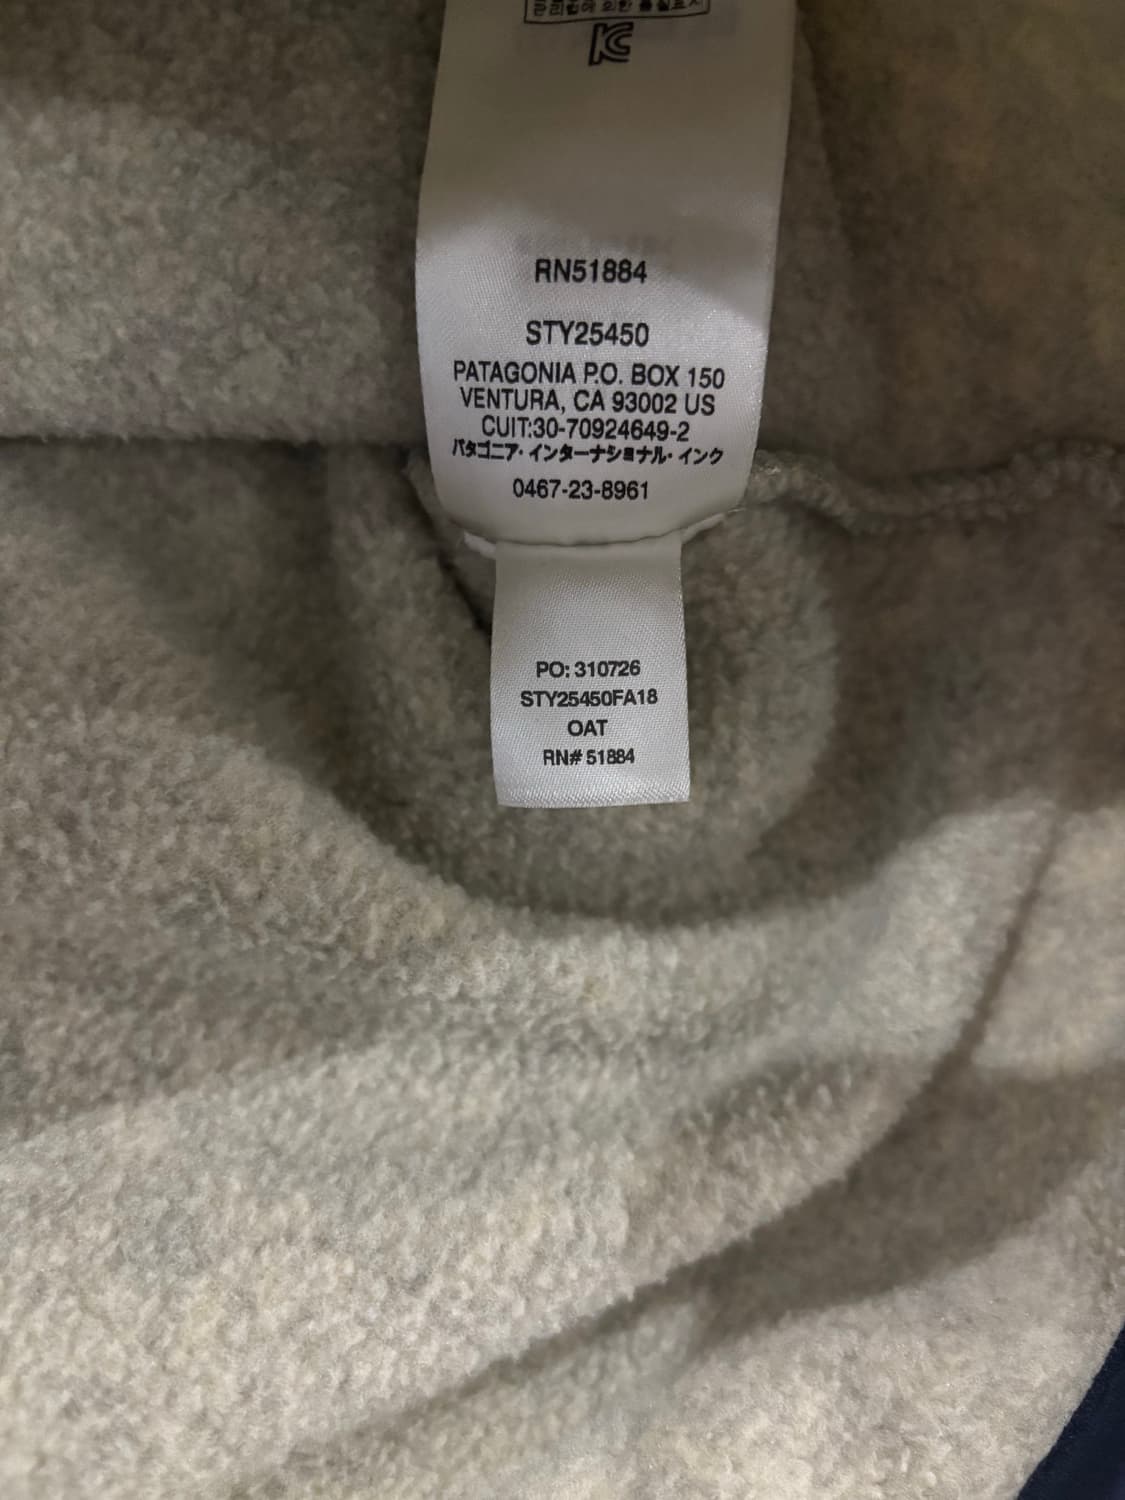 KC
RN51884
STY25450
PATAGONIA P.O. BOX 150
VENTURA, CA 93002 US
CUIT:30-70924649-2
パタゴニア・インターナショナル・インク
0467-23-8961
PO: 310726
STY25450FA18
OAT
RN# 51884